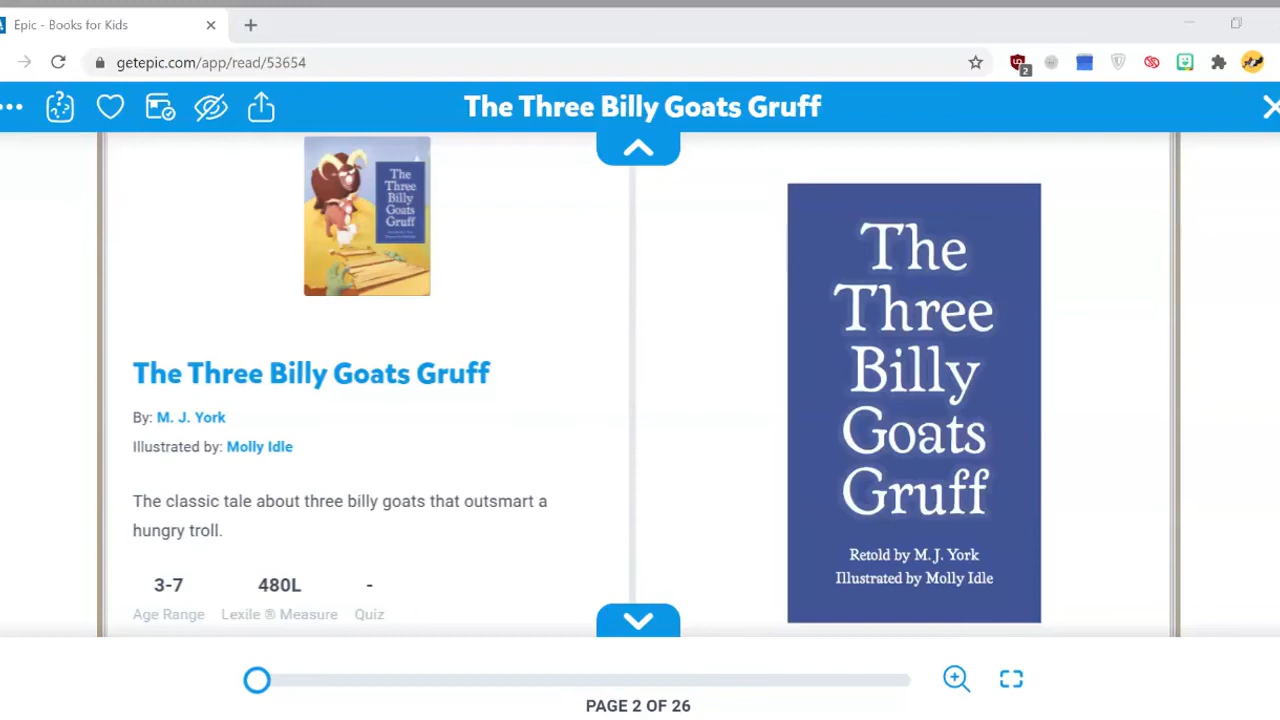 Epic - Books for Kids
getepic.com/app/read/53654
2
The Three Billy Goats Gruff
The
Three
Billy
Goats
Gruff
The Three Billy Goats Gruff
By: M. J. York
Illustrated by: Molly Idle
The classic tale about three billy goats that outsmart a
hungry troll.
3-7 480L -
Age Range Lexile ® Measure Quiz
The
Three
Billy
Goats
Gruff
Retold by M. J. York
Illustrated by Molly Idle
PAGE 2 OF 26